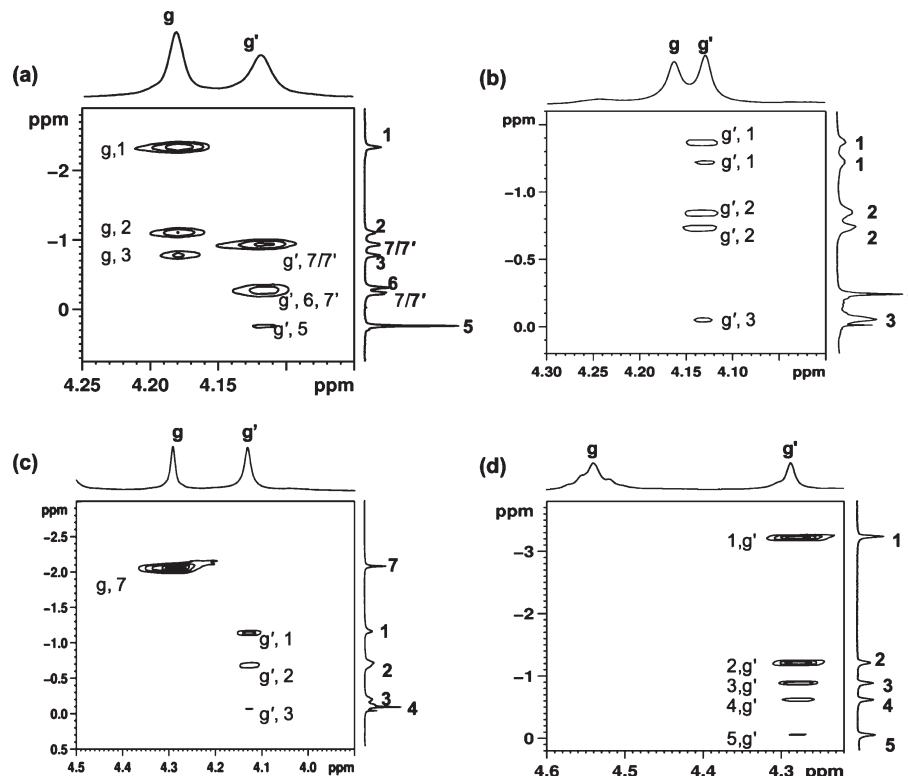 (a)
g
g'
ppm
-2
-1
0
g,1
g, 2
g, 3
g', 7/7'
g', 6, 7'
g', 5
1
2
7/7'
3
6
7/7'
5
4.25
4.20
4.15
ppm
(b)
g
g'
ppm
-1.0
-0.5
0.0
g', 1
g', 1
g', 2
g', 2
g', 3
1
1
2
2
3
4.30
4.25
4.20
4.15
4.10
ppm
(c)
g
g'
ppm
-2.5
-2.0
-1.5
-1.0
-0.5
0.0
0.5
g, 7
g', 1
g', 2
g', 3
7
1
2
3
4
4.5
4.4
4.3
4.2
4.1
4.0
ppm
(d)
g
g'
ppm
-3
-2
-1
0
1,g'
2,g'
3,g'
4,g'
5,g'
1
2
3
4
5
4.6
4.5
4.4
4.3
ppm